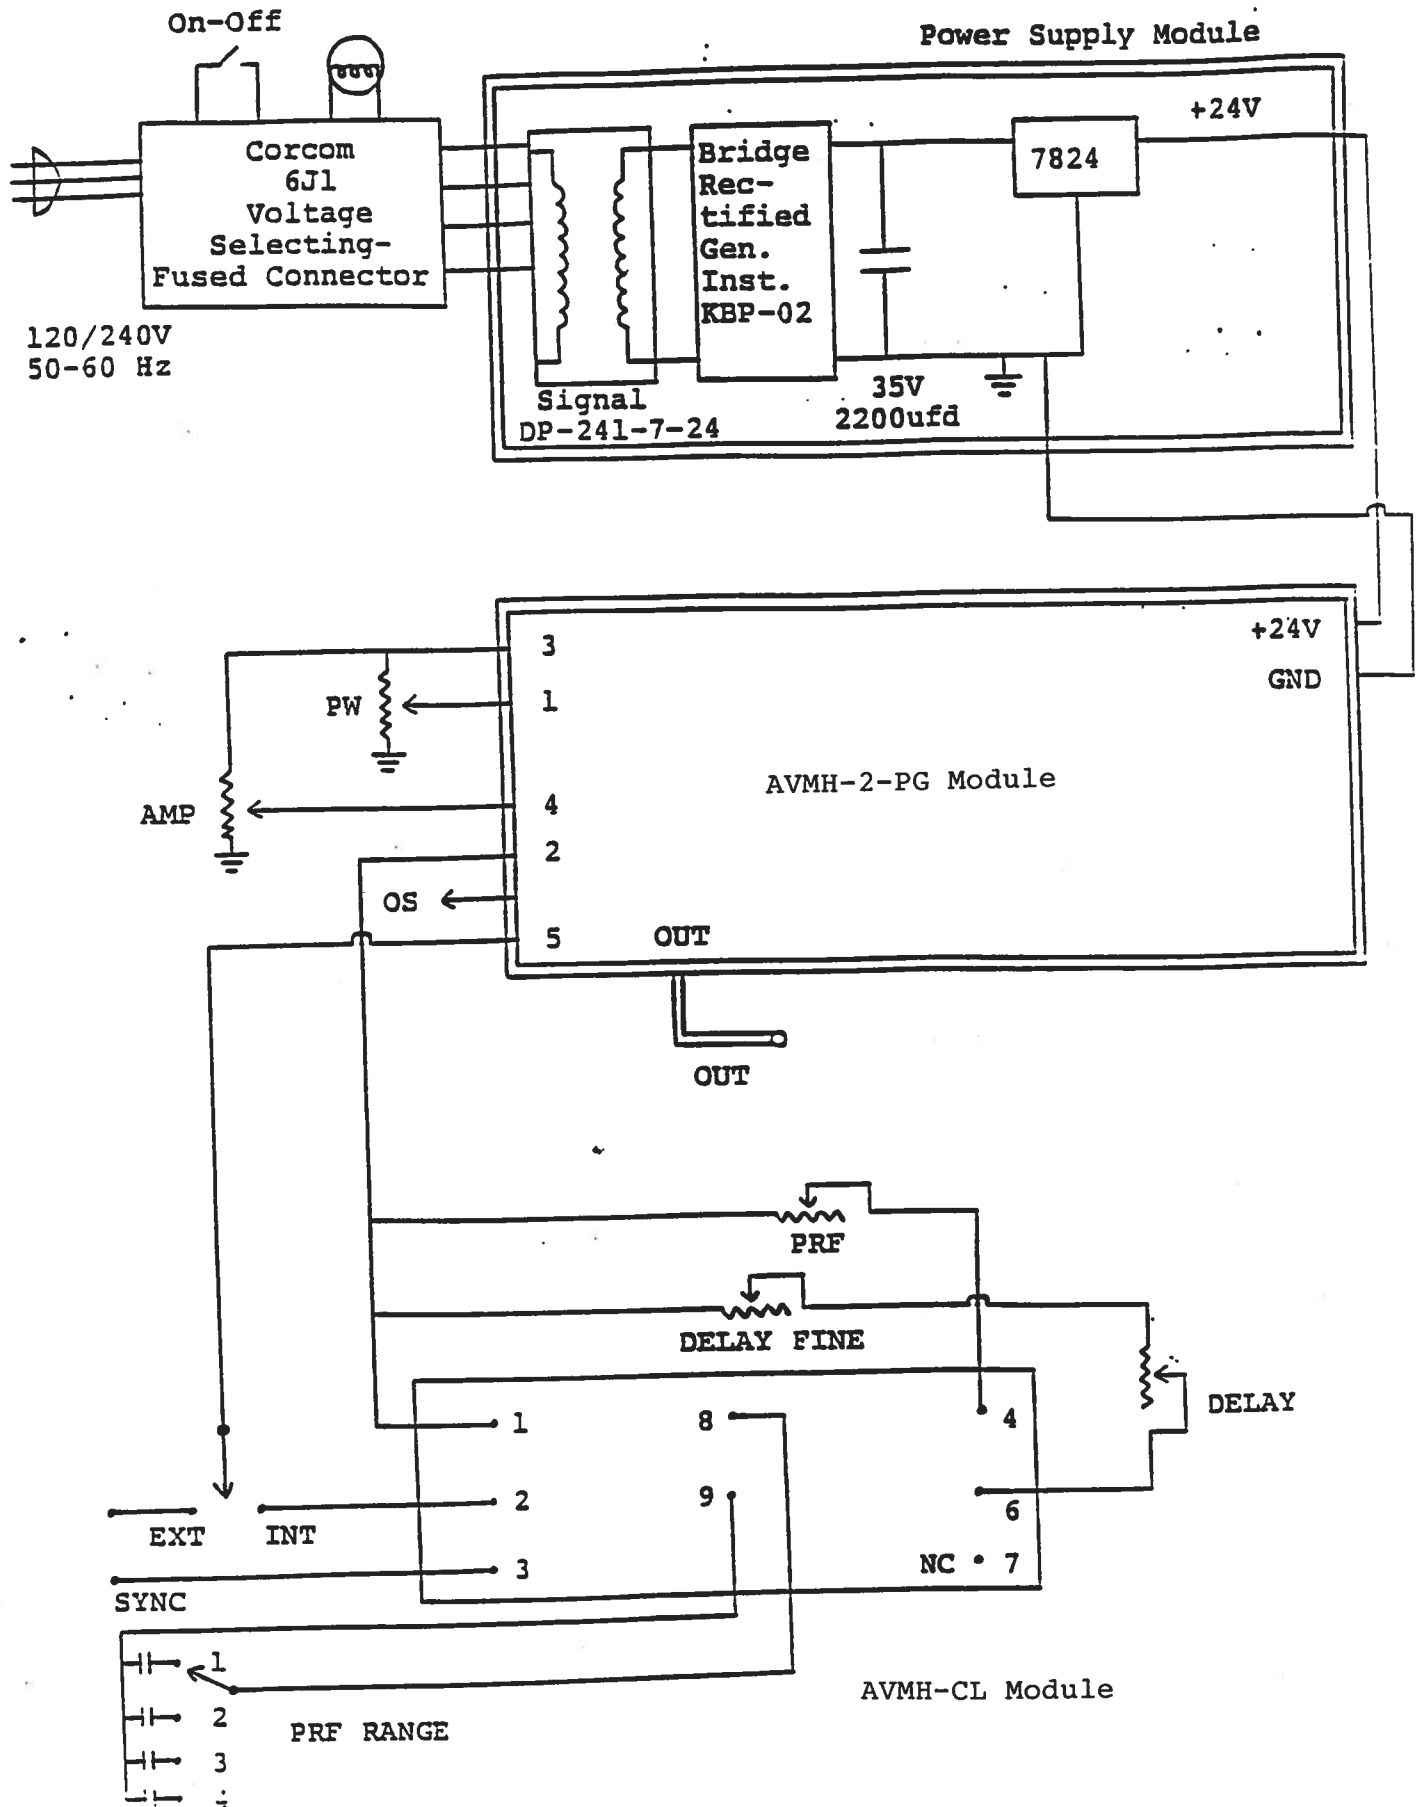 On-Off
Power Supply Module
+24V
Corcom
6J1
Voltage
Selecting-
Fused Connector
Bridge
Rec-
tified
Gen.
Inst.
KBP-02
7824
120/240V
50-60 Hz
35V
2200ufd
Signal
DP-241-7-24
3
+24V
PW
1
GND
AVMH-2-PG Module
AMP
4
2
OS
5
OUT
OUT
PRF
DELAY FINE
DELAY
1
8
4
2
9
6
EXT
INT
3
NC
7
SYNC
1
AVMH-CL Module
2
PRF RANGE
3